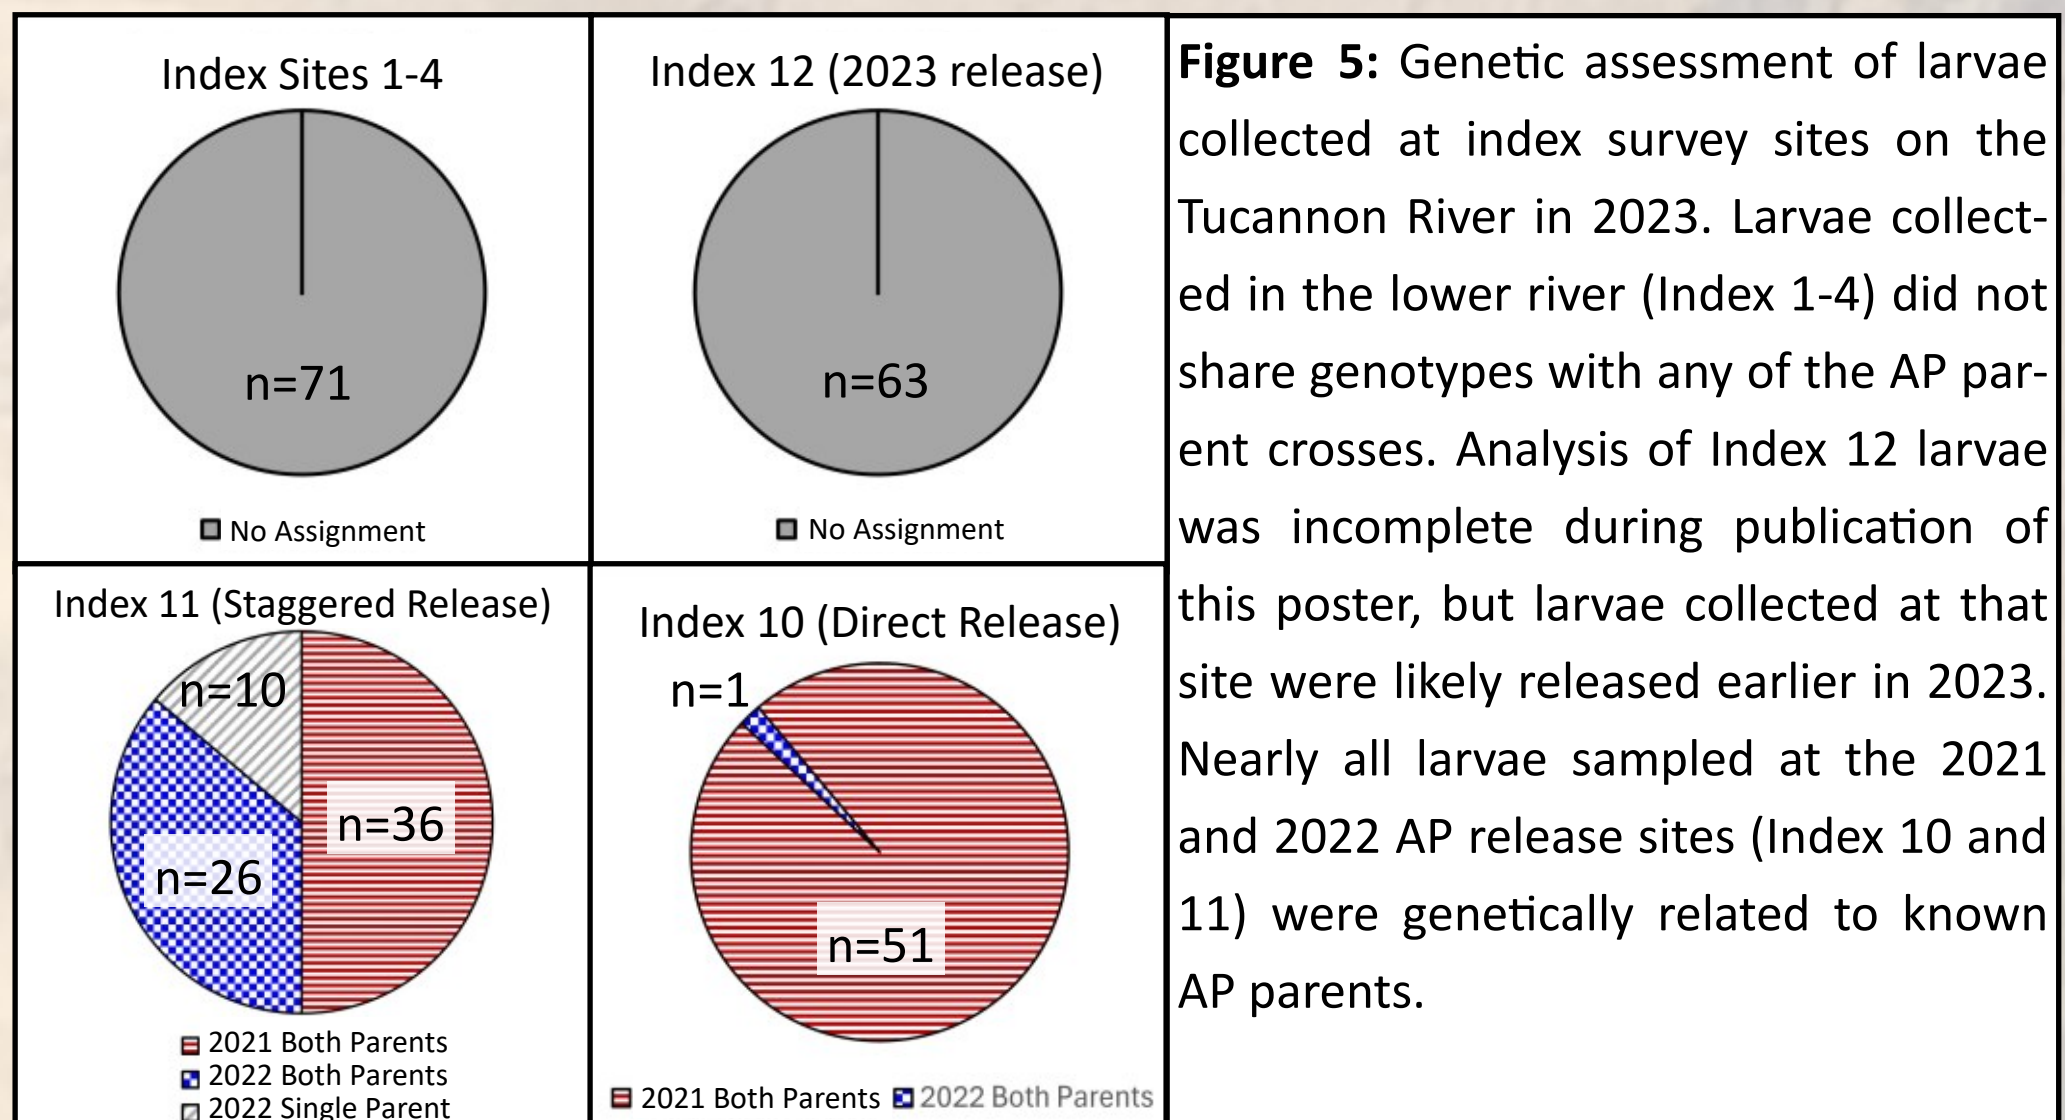 Index Sites 1-4
n=71
No Assignment
Index 12 (2023 release)
n=63
No Assignment
Index 11 (Staggered Release)
n=10
n=36
n=26
2021 Both Parents
2022 Both Parents
2022 Single Parent
Index 10 (Direct Release)
n=1
n=51
2021 Both Parents 2022 Both Parents
Figure 5: Genetic assessment of larvae
collected at index survey sites on the
Tucannon River in 2023. Larvae collect-
ed in the lower river (Index 1-4) did not
share genotypes with any of the AP par-
ent crosses. Analysis of Index 12 larvae
was incomplete during publication of
this poster, but larvae collected at that
site were likely released earlier in 2023.
Nearly all larvae sampled at the 2021
and 2022 AP release sites (Index 10 and
11) were genetically related to known
AP parents.